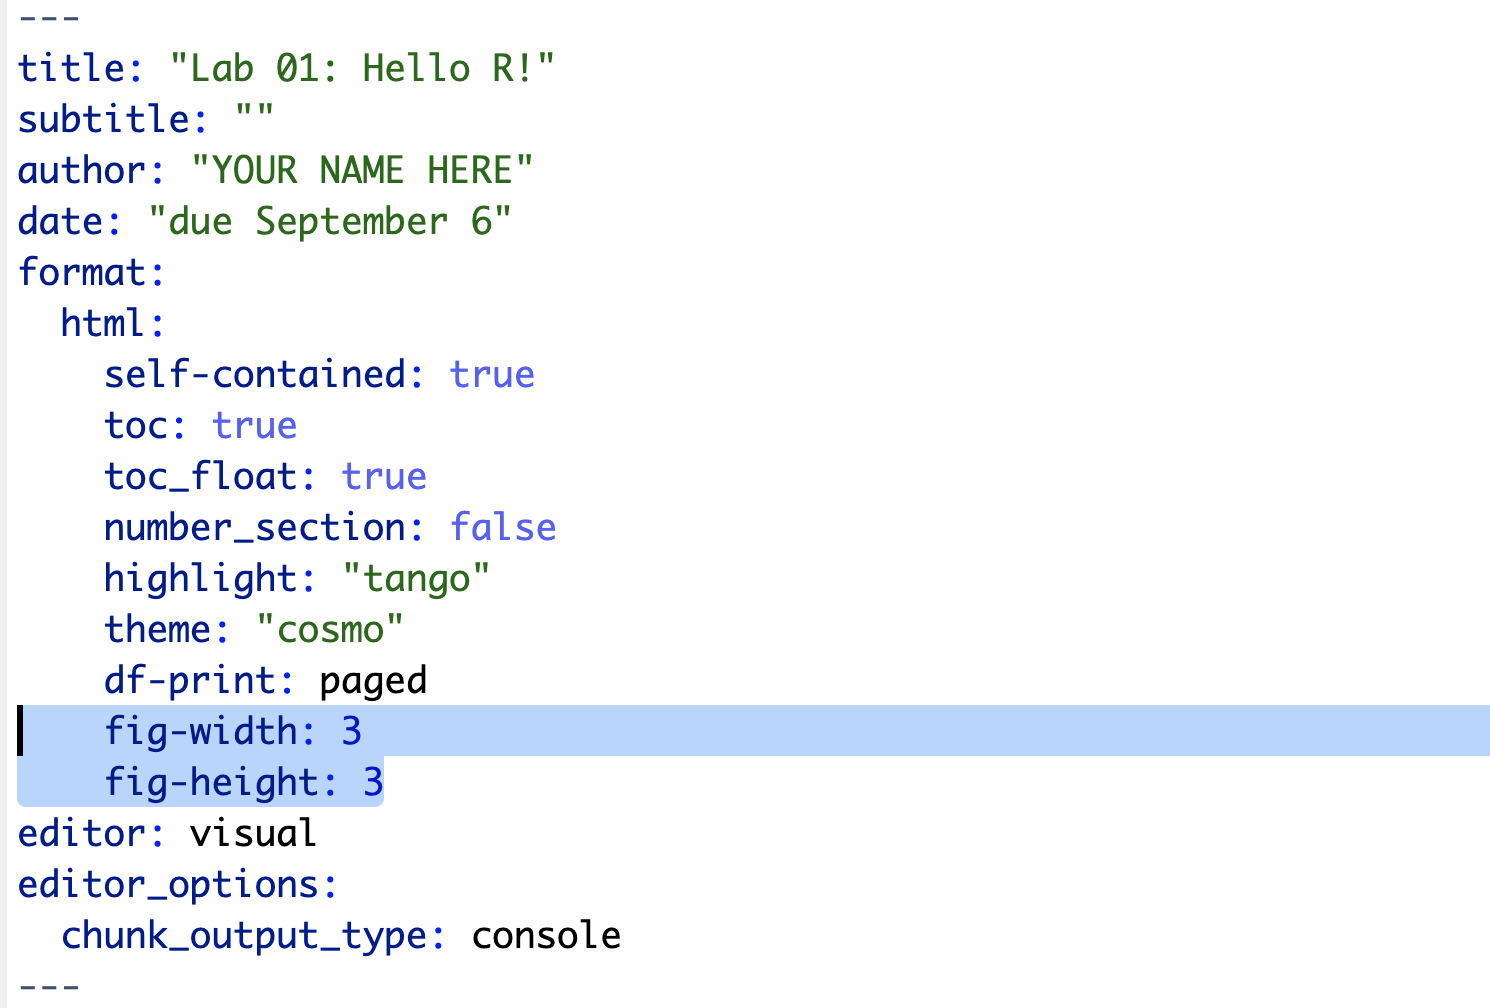 ---
title: "Lab 01: Hello R!"
subtitle: ""
author: "YOUR NAME HERE"
date: "due September 6"
format:
  html:
    self-contained: true
    toc: true
    toc_float: true
    number_section: false
    highlight: "tango"
    theme: "cosmo"
    df-print: paged
    fig-width: 3
    fig-height: 3
editor: visual
editor_options:
  chunk_output_type: console
---